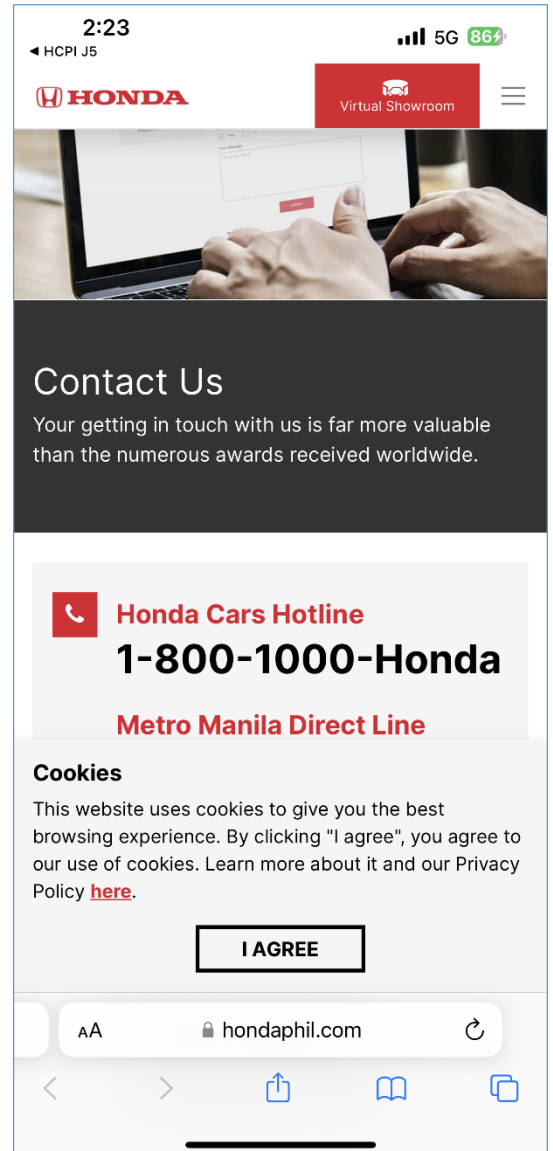 2:23
5G 86
◀ HCPI J5
HONDA
Virtual Showroom
Contact Us
Your getting in touch with us is far more valuable
than the numerous awards received worldwide.
Honda Cars Hotline
1-800-1000-Honda
Metro Manila Direct Line
Cookies
This website uses cookies to give you the best
browsing experience. By clicking "I agree", you agree to
our use of cookies. Learn more about it and our Privacy
Policy here.
I AGREE
AA hondaphil.com